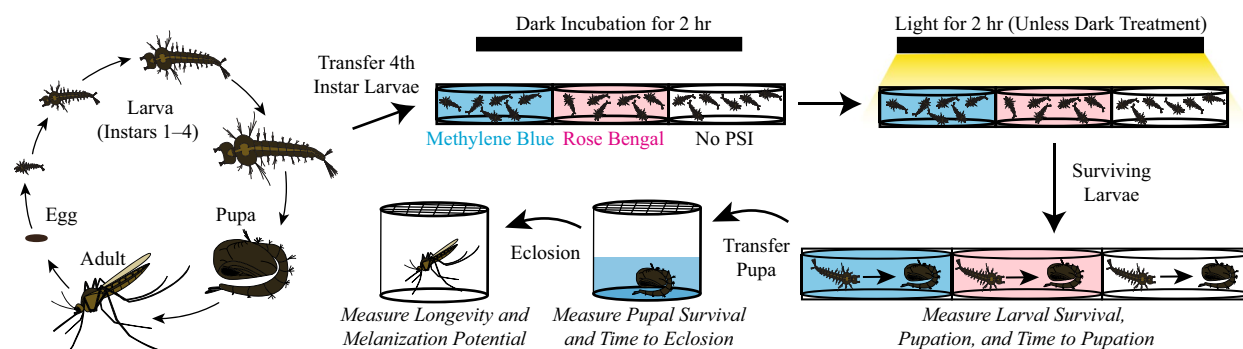 Dark Incubation for 2 hr
Light for 2 hr (Unless Dark Treatment)
Transfer 4th
Instar Larvae
Larva
(Instars 1–4)
Methylene Blue
Rose Bengal
No PSI
Surviving
Larvae
Egg
Pupa
Adult
Eclosion
Transfer
Pupa
Measure Longevity and
Melanization Potential
Measure Pupal Survival
and Time to Eclosion
Measure Larval Survival,
Pupation, and Time to Pupation